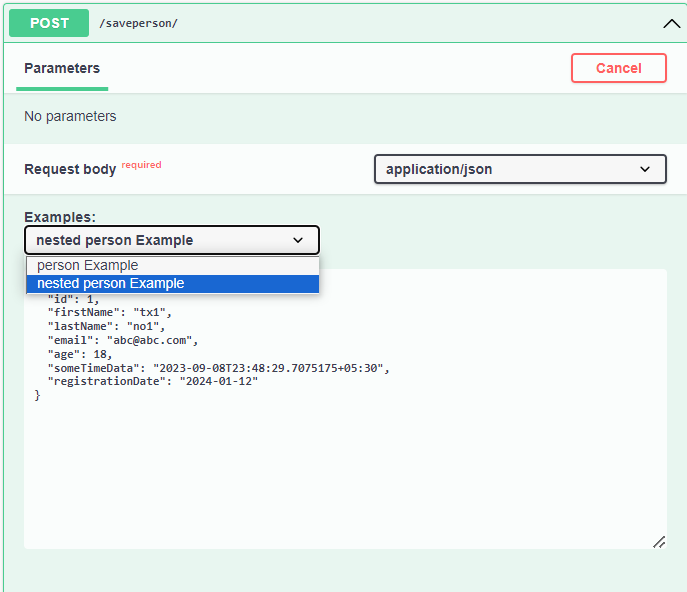 POST /saveperson/
Parameters
Cancel
No parameters
Request body required
application/json
Examples:
nested person Example
person Example
nested person Example
"id": 1,
"firstName": "tx1",
"lastName": "no1",
"email": "abc@abc.com",
"age": 18,
"someTimeData": "2023-09-08T23:48:29.7075175+05:30",
"registrationDate": "2024-01-12"
}